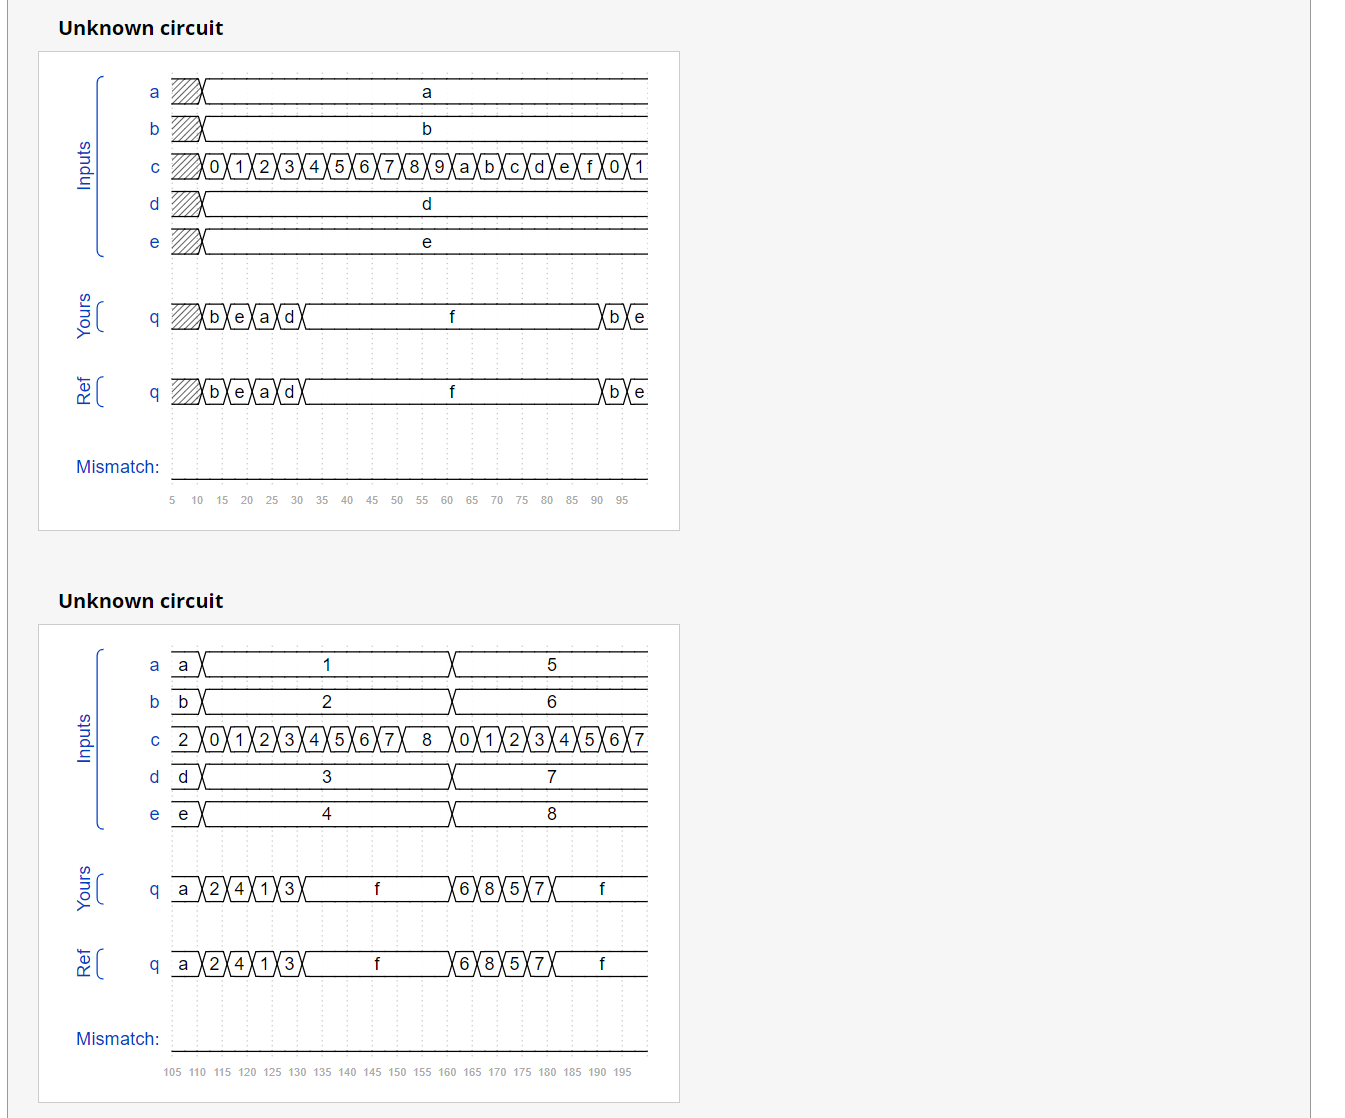 Unknown circuit
Inputs
a a
b b
c 0 1 2 3 4 5 6 7 8 9 a b c d e f 0 1
d d
e e
Yours
q b e a d f b e
Ref
q b e a d f b e
Mismatch:
5 10 15 20 25 30 35 40 45 50 55 60 65 70 75 80 85 90 95
Unknown circuit
Inputs
a a 1 5
b b 2 6
c 2 0 1 2 3 4 5 6 7 8 0 1 2 3 4 5 6 7
d d 3 7
e e 4 8
Yours
q a 2 4 1 3 f 6 8 5 7 f
Ref
q a 2 4 1 3 f 6 8 5 7 f
Mismatch:
105 110 115 120 125 130 135 140 145 150 155 160 165 170 175 180 185 190 195